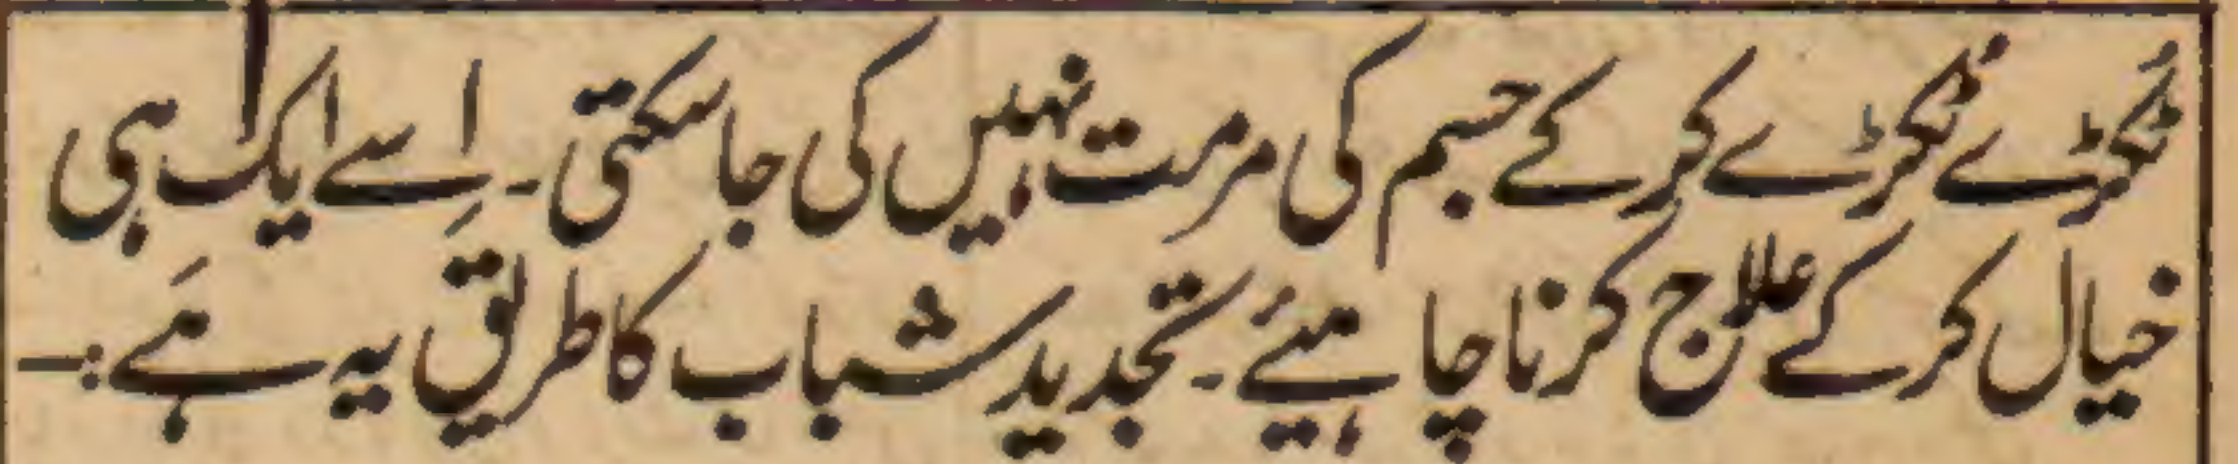 ٹکڑے ٹکڑے کر کے جسم کی مرمت نہیں کی جا سکتی۔ اِسے ایک ہی
خیال کر کے علاج کرنا چاہیئے۔ تجدید شباب کا طریق یہ ہَے :۔